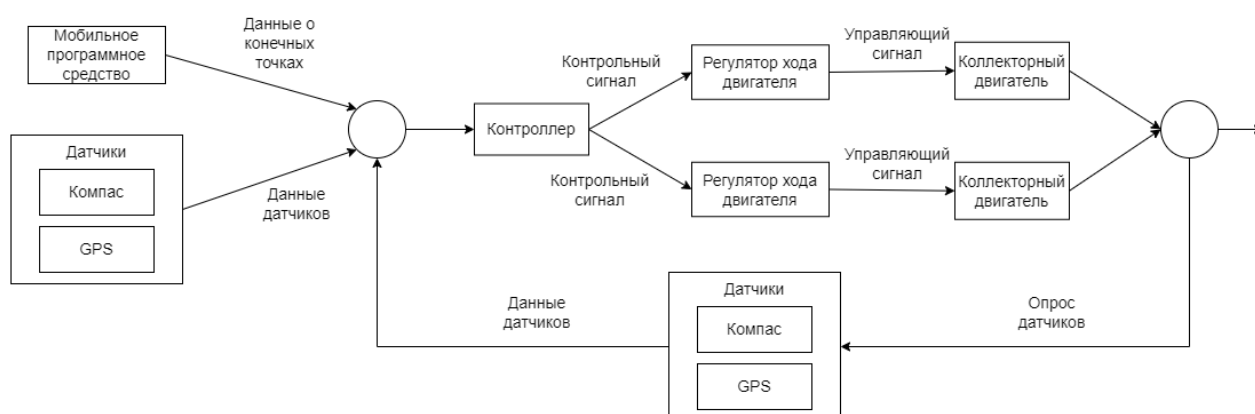 Мобильное
программное
средство
Данные о
конечных
точках
Датчики
Компас
GPS
Данные
датчиков
Контроллер
Контрольный
сигнал
Регулятор хода
двигателя
Управляющий
сигнал
Коллекторный
двигатель
Контрольный
сигнал
Регулятор хода
двигателя
Управляющий
сигнал
Коллекторный
двигатель
Данные
датчиков
Датчики
Компас
GPS
Опрос
датчиков